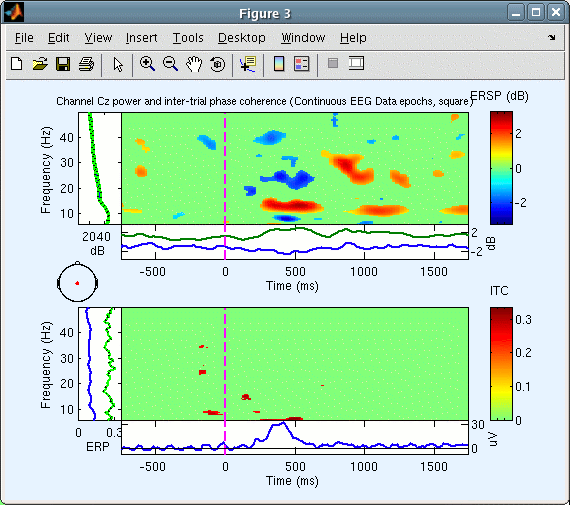 Figure 3
File Edit View Insert Tools Desktop Window Help
Channel Cz power and inter-trial phase coherence (Continuous EEG Data epochs, square)
ERSP (dB)
Frequency (Hz)
40
30
20
10
2
0
-2
2040
dB
2
-2
dB
-500 0 500 1000 1500
Time (ms)
ITC
Frequency (Hz)
40
30
20
10
0.3
0.2
0.1
0
0 0.3
ERP
30
0
uV
-500 0 500 1000 1500
Time (ms)